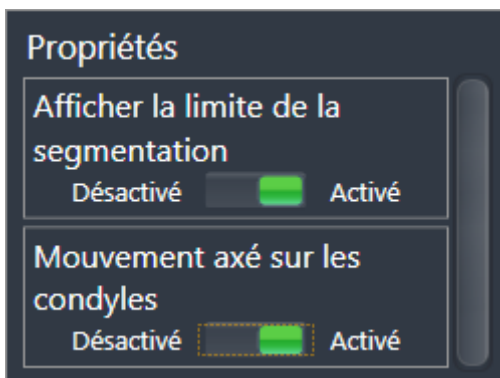 Propriétés
Afficher la limite de la
segmentation
Désactivé Activé
Mouvement axé sur les
condyles
Désactivé Activé